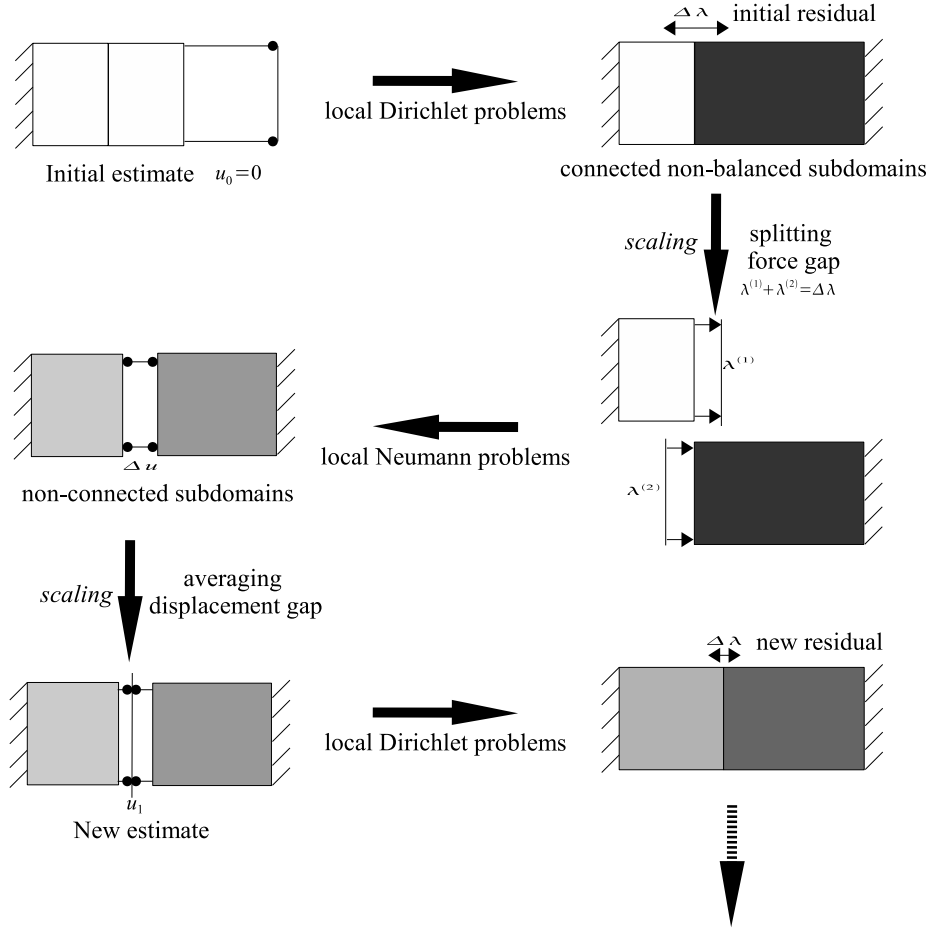 Δλ initial residual
local Dirichlet problems
Initial estimate u₀=0
connected non-balanced subdomains
scaling
splitting
force gap
λ⁽¹⁾+λ⁽²⁾=Δλ
λ⁽¹⁾
local Neumann problems
Δu
non-connected subdomains
λ⁽²⁾
scaling
averaging
displacement gap
Δλ new residual
local Dirichlet problems
u₁
New estimate